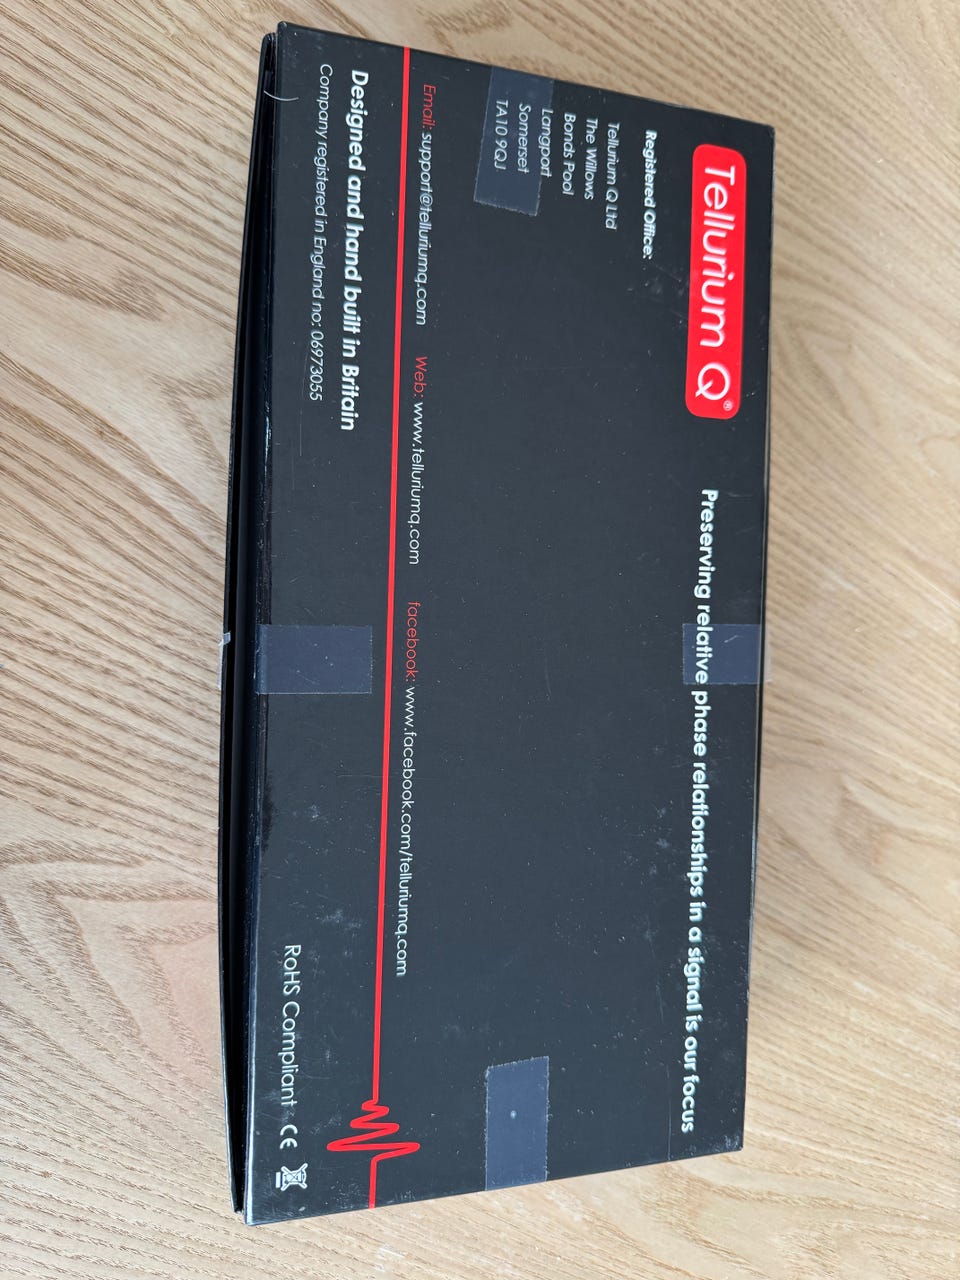 Tellurium Q®
Preserving relative phase relationships in a signal is our focus
Registered Office:
Tellurium Q Ltd
The Willows
Bonds Pool
Langport
Somerset
TA10 9QJ
Email: support@telluriumq.com Web: www.telluriumq.com facebook: www.facebook.com/telluriumq.com
Designed and hand built in Britain
Company registered in England no: 06973055
RoHS Compliant CE